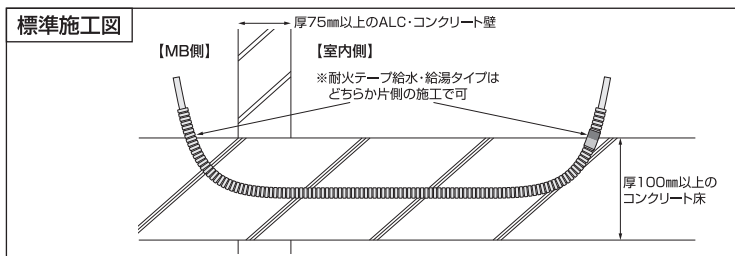 標準施工図
厚75㎜以上のALC・コンクリート壁
【MB側】
【室内側】
※耐火テープ給水・給湯タイプは
どちらか片側の施工で可
厚100㎜以上の
コンクリート床